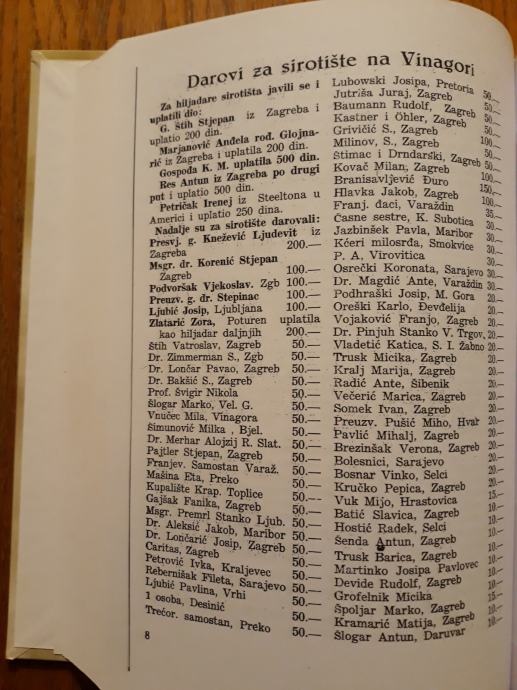 Darovi za sirotište na Vinagori
Za hiljadare sirotišta javili se i
uplatili dio:
G. Štih Stjepan iz Zagreba i
uplatio 200 din.
Marjanović Anđela rođ. Glojna-
rić iz Zagreba i uplatila 200 din.
Gospođa K. M. uplatila 500 din.
Res Antun iz Zagreba po drugi
put i uplatio 500 din.
Petričak Irenej iz Steeltona u
Americi i uplatio 250 dina.
Nadalje su za sirotište darovali:
Presvj. g. Knežević Ljudevit iz
Zagreba 200.—
Msgr. dr. Korenić Stjepan
Zagreb 100.—
Podvoršak Vjekoslav. Zgb 100.—
Preuzv. g. dr. Stepinac 100.—
Ljubić Josip, Ljubljana 100.—
Zlatarić Zora, Poturen uplatila
kao hiljadar daljnjih 200.—
Štih Vatroslav, Zagreb 50.—
Dr. Zimmerman S., Zgb 50.—
Dr. Lončar Pavao, Zagreb 50.—
Dr. Bakšić S., Zagreb 50.—
Prof. Švigir Nikola 50.—
Šlogar Marko, Vel. G. 50.—
Vnučec Mila, Vinagora 50.—
Šimunović Milka, Bjel. 50.—
Dr. Merhar Alojzij R. Slat. 50.—
Pajtler Stjepan, Zagreb 50.—
Franjev. Samostan Varaž. 50.—
Mašina Eta, Preko 50.—
Kupalište Krap. Toplice 50.—
Gajšak Fanika, Zagreb 50.—
Msgr. Premrl Stanko Ljub. 50.—
Dr. Aleksić Jakob, Maribor 50.—
Dr. Lončarić Josip, Zagreb 50.—
Caritas, Zagreb 50.—
Petrović Ivka, Kraljevec 50.—
Rebernišak Fileta, Sarajevo 50.—
Ljubić Pavlina, Vrhi 50.—
1 osoba, Desinić 50.—
Trećor. samostan, Preko 50.—
8
Lubowski Josipa, Pretoria 50.—
Jutriša Juraj, Zagreb 50.—
Baumann Rudolf, Zagreb 50.—
Kastner i Öhler, Zagreb 50.—
Grivičić S., Zagreb 50.—
Milinov, S., Zagreb 100.—
Štimac i Drndarski, Zagreb 50.—
Kovač Milan, Zagreb 50.—
Branisavljević Đuro 100.—
Hlavka Jakob, Zagreb 150.—
Franj. đaci, Varaždin 100.—
Časne sestre, K. Subotica 35.—
Jazbinšek Pavla, Maribor 30.—
Kćeri milosrđa, Smokvice 30.—
P. A, Virovitica 30.—
Osrečki Koronata, Sarajevo 30.—
Dr. Magdić Ante, Varaždin 30.—
Podhraški Josip, M. Gora 20.—
Oreški Karlo, Đevđelija 20.—
Vojaković Franjo, Zagreb 20.—
Dr. Pinjuh Stanko V. Trgov. 20.—
Vladetić Katica, S. I. Žabno 20.—
Trusk Micika, Zagreb 20.—
Kralj Marija, Zagreb 20.—
Radić Ante, Šibenik 20.—
Večerić Marica, Zagreb 20.—
Somek Ivan, Zagreb 20.—
Preuzv. Pušić Miho, Hvar 20.—
Pavlić Mihalj, Zagreb 20.—
Brezinšak Verona, Zagreb 20.—
Bolesnici, Sarajevo 20.—
Bosnar Vinko, Selci 20.—
Kručko Pepica, Zagreb 20.—
Vuk Mijo, Hrastovica 15.—
Batić Slavica, Zagreb 10.—
Hostić Radek, Selci 10.—
Šenda Antun, Zagreb 10.—
Trusk Barica, Zagreb 10.—
Martinko Josipa Pavlovec 10.—
Devide Rudolf, Zagreb 10.—
Grofelnik Micika 10.—
Špoljar Marko, Zagreb 15.—
Kramarić Matija, Zagreb 10.—
Šlogar Antun, Daruvar 10.—